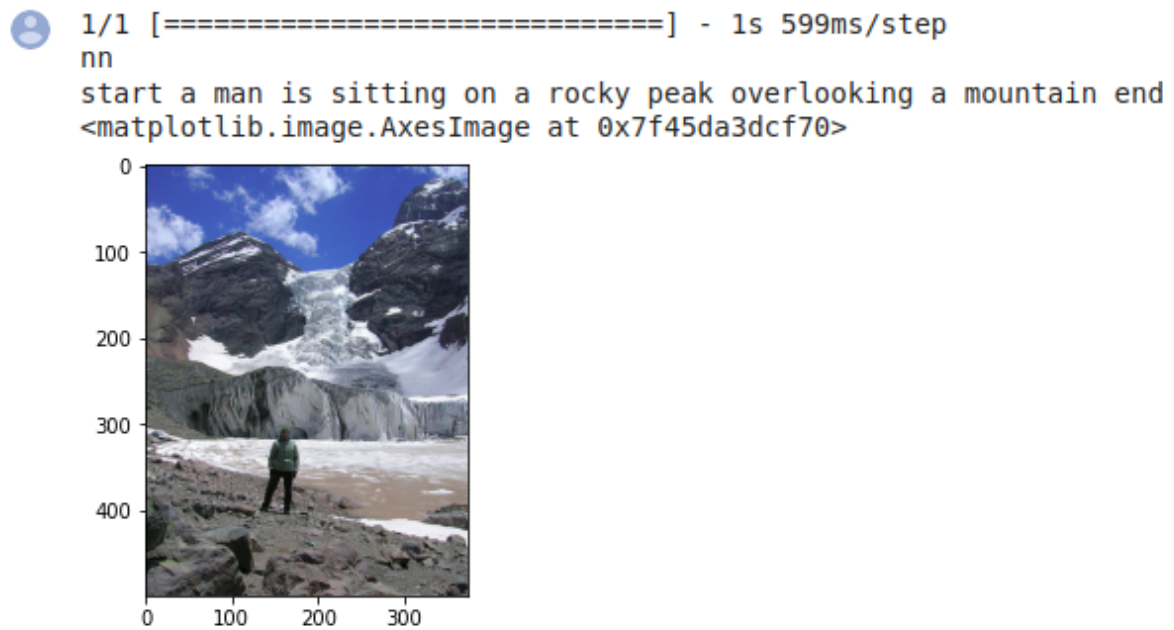 1/1 [==============================] - 1s 599ms/step
nn
start a man is sitting on a rocky peak overlooking a mountain end
<matplotlib.image.AxesImage at 0x7f45da3dcf70>
0
100
200
300
400
0 100 200 300